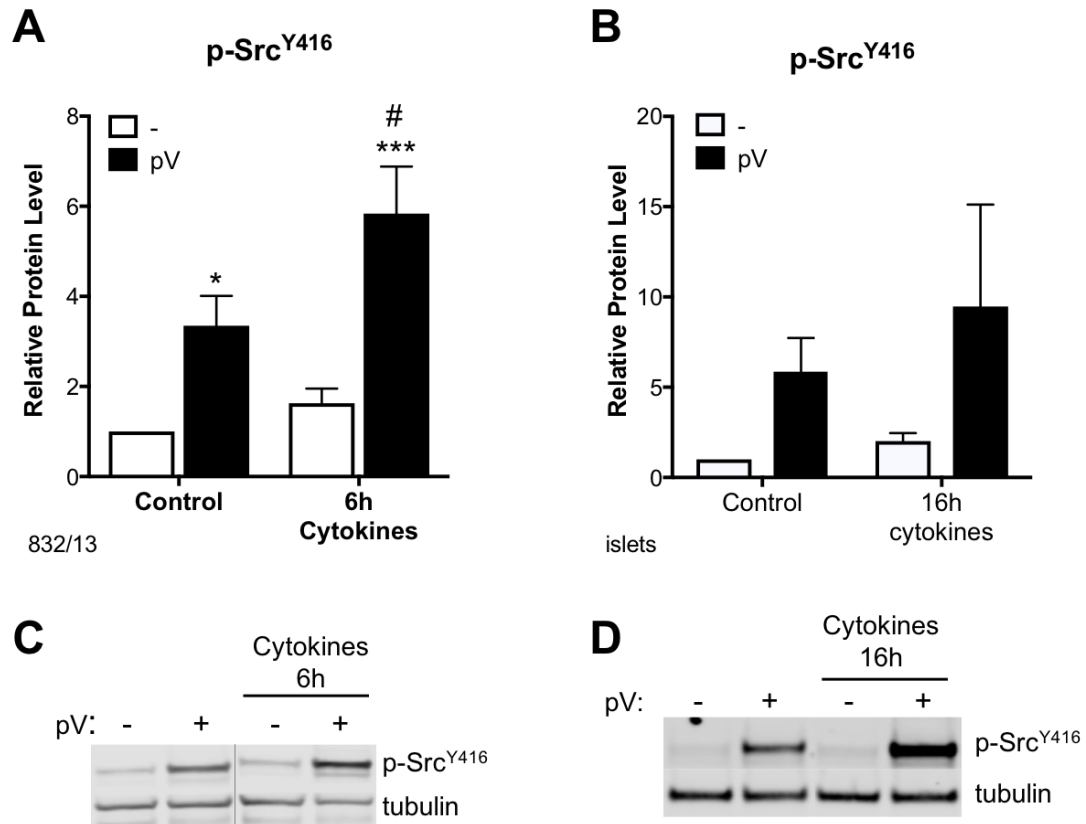 A
p-Src^Y416
8
6
4
2
0
Relative Protein Level
-
pV
*
#
***
Control
6h
Cytokines
832/13
B
p-Src^Y416
20
15
10
5
0
Relative Protein Level
-
pV
Control
16h
cytokines
islets
C
Cytokines
6h
pV: - + - +
p-Src^Y416
tubulin
D
Cytokines
16h
pV: - + - +
p-Src^Y416
tubulin